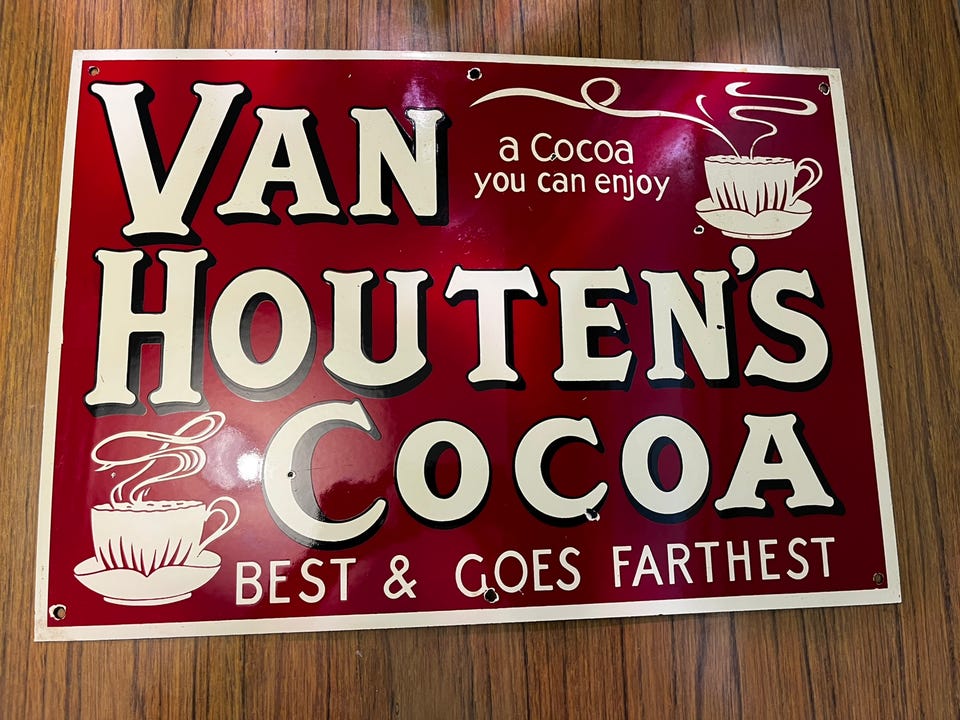 VAN
a Cocoa
you can enjoy
HOUTEN'S
COCOA
BEST & GOES FARTHEST